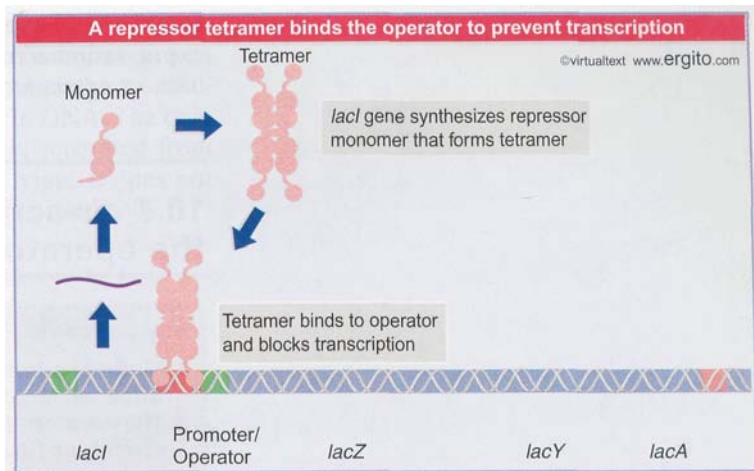 A repressor tetramer binds the operator to prevent transcription
Tetramer
©virtualtext www.ergito.com
Monomer
lacI gene synthesizes repressor
monomer that forms tetramer
Tetramer binds to operator
and blocks transcription
lacI
Promoter/
Operator
lacZ
lacY
lacA